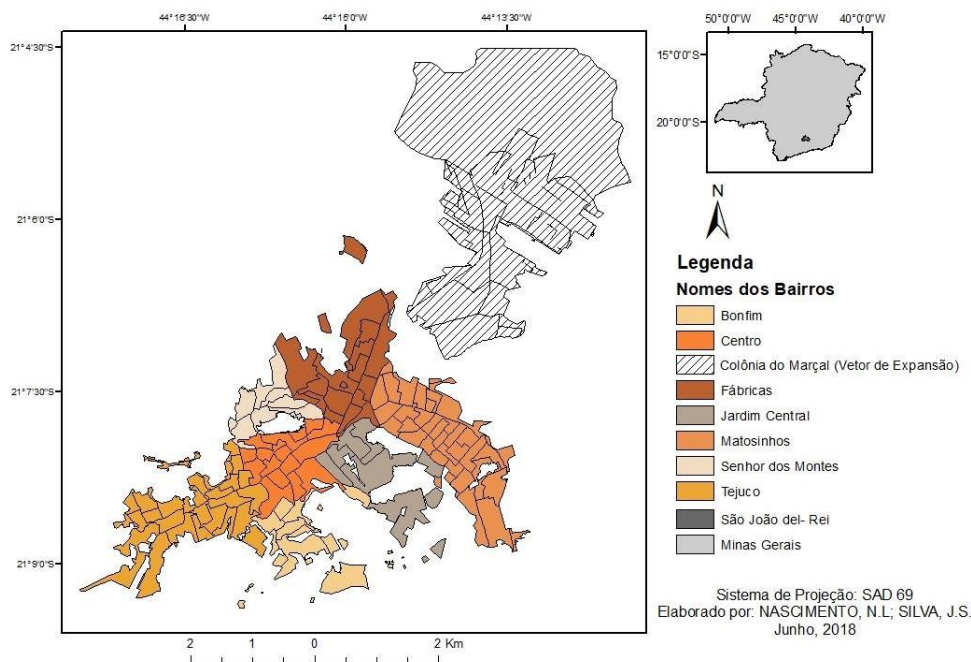 44°16'30"W
44°15'0"W
44°13'30"W
21°4'30"S
21°6'0"S
21°7'30"S
21°9'0"S
50°0'0"W
45°0'0"W
40°0'0"W
15°0'0"S
20°0'0"S
N
Legenda
Nomes dos Bairros
Bonfim
Centro
Colônia do Marçal (Vetor de Expansão)
Fábricas
Jardim Central
Matosinhos
Senhor dos Montes
Tejuco
São João del- Rei
Minas Gerais
Sistema de Projeção: SAD 69
Elaborado por: NASCIMENTO, N.L; SILVA, J.S.
Junho, 2018
2 1 0 2 Km